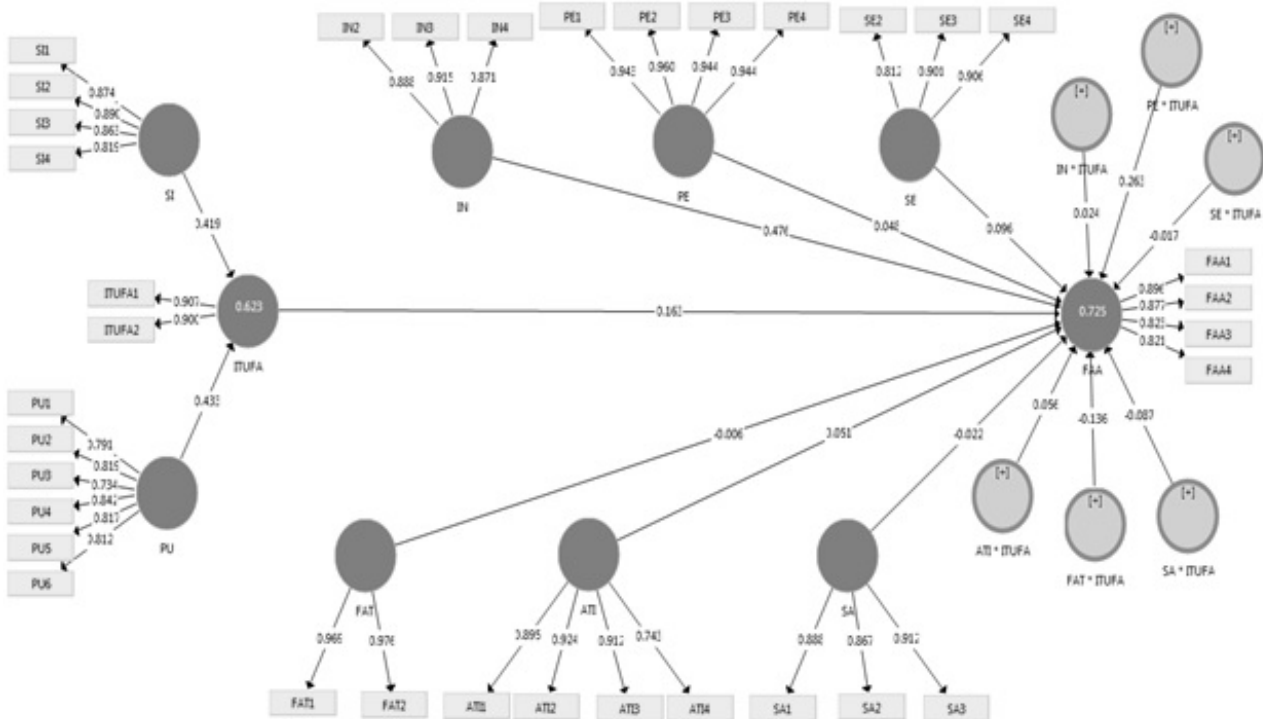 SI1
SI2
SI3
SI4
0.874
0.890
0.863
0.819
SI
0.419
IN2
IN3
IN4
0.888
0.915
0.871
IN
0.476
PE1
PE2
PE3
PE4
0.943
0.960
0.944
0.944
PE
0.048
SE2
SE3
SE4
0.812
0.901
0.906
SE
0.096
[+]
PE * ITUFA
0.263
[+]
IN * ITUFA
0.024
[+]
SE * ITUFA
-0.017
ITUFA1
ITUFA2
0.907
0.900
0.623
ITUFA
0.163
0.725
FAA
0.896
0.877
0.823
0.821
FAA1
FAA2
FAA3
FAA4
0.433
PU1
PU2
PU3
PU4
PU5
PU6
0.791
0.819
0.734
0.842
0.817
0.812
PU
-0.006
0.051
-0.022
0.056
-0.136
-0.087
[+]
ATI * ITUFA
[+]
FAT * ITUFA
[+]
SA * ITUFA
FAT
0.976
FAT1
FAT2
ATI
0.895
0.924
0.912
0.743
ATI1
ATI2
ATI3
ATI4
SA
0.888
0.867
0.912
SA1
SA2
SA3